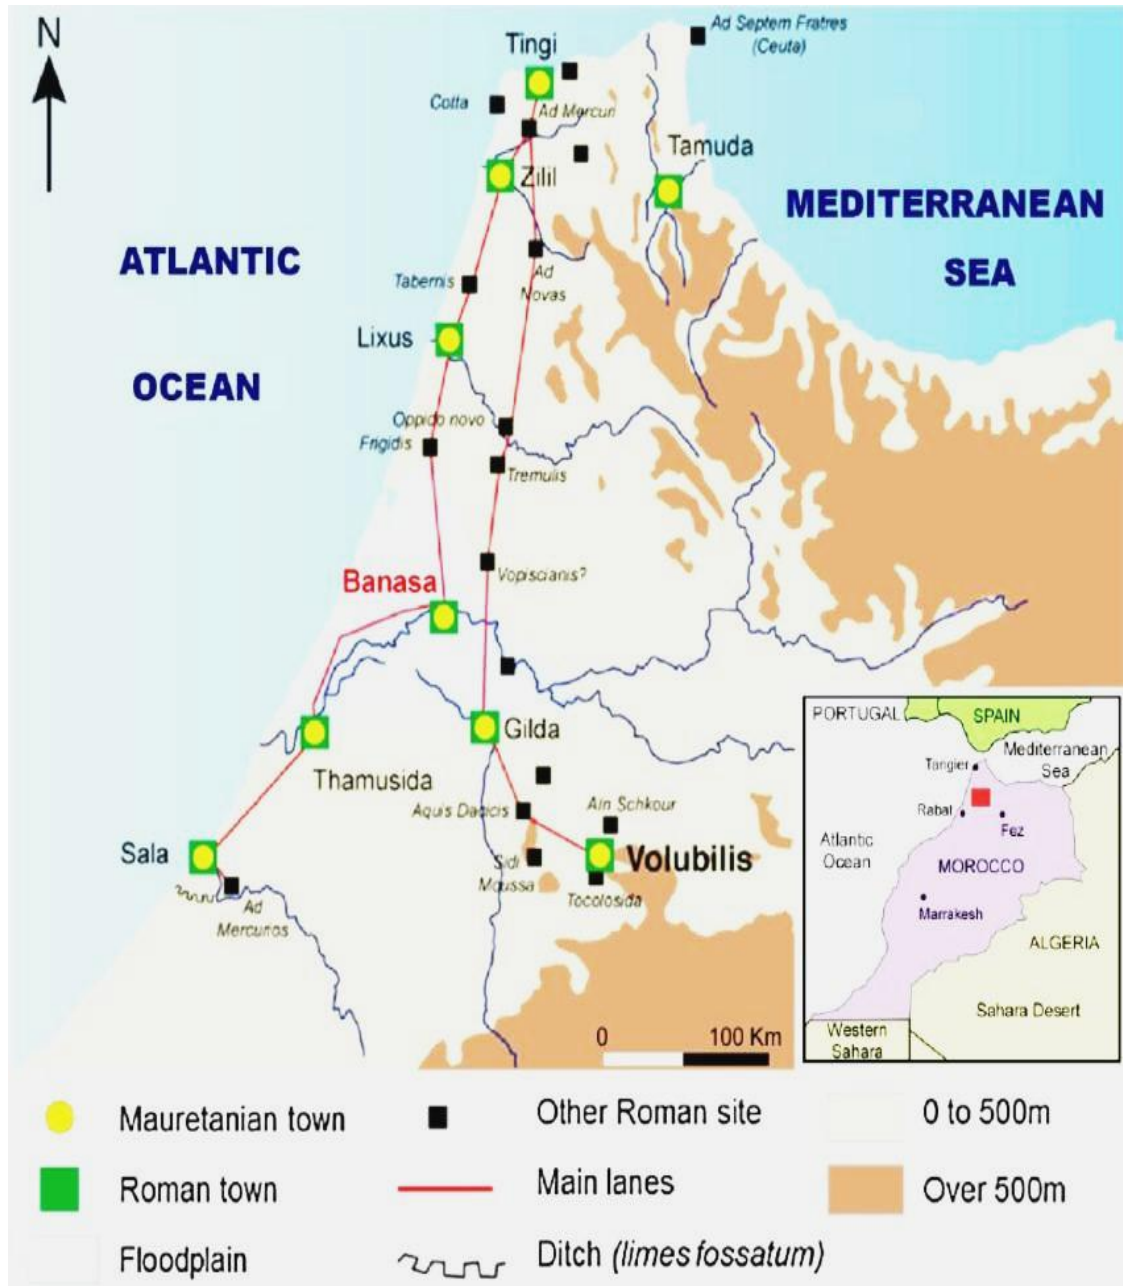 N
Ad Septem Fratres
(Ceuta)
Tingi
Cotta
Ad Mercuri
Tamuda
Zilil
MEDITERRANEAN
SEA
ATLANTIC
OCEAN
Tabernis
Ad
Novas
Lixus
Oppido novo
Frigidis
Tremulis
Vopiscianis?
Banasa
Gilda
Thamusida
Aquis Dacicis
Ain Schkour
Sala
Sidi
Moussa
Volubilis
Tocolosida
Ad
Mercurios
0 100 Km
PORTUGAL
SPAIN
Mediterranean
Sea
Tangier
Rabal
Fez
Atlantic
Ocean
MOROCCO
Marrakesh
ALGERIA
Sahara Desert
Western
Sahara
Mauretanian town
Other Roman site
0 to 500m
Roman town
Main lanes
Over 500m
Floodplain
Ditch (limes fossatum)